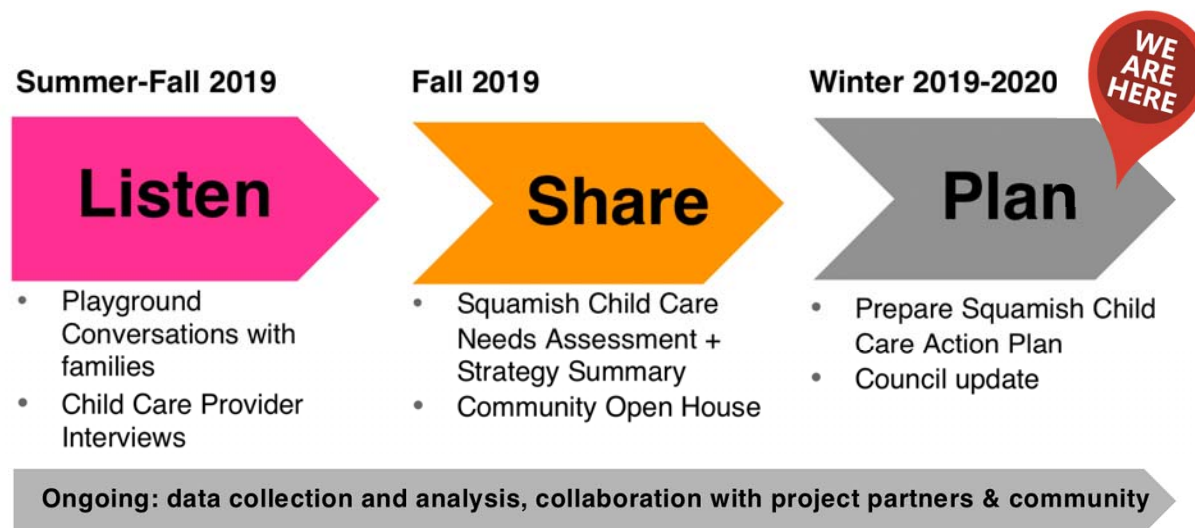 Summer-Fall 2019
Listen
• Playground
Conversations with
families
• Child Care Provider
Interviews
Fall 2019
Share
• Squamish Child Care
Needs Assessment +
Strategy Summary
• Community Open House
Winter 2019-2020
WE
ARE
HERE
Plan
• Prepare Squamish Child
Care Action Plan
• Council update
Ongoing: data collection and analysis, collaboration with project partners & community